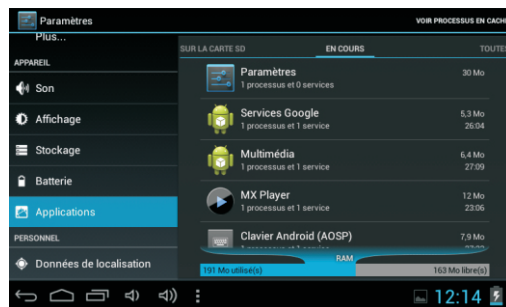 Paramètres
VOIR PROCESSUS EN CACHE
Plus...
SUR LA CARTE SD
EN COURS
TOUTES
APPAREIL
Son
Affichage
Stockage
Batterie
Applications
PERSONNEL
Données de localisation
Paramètres
30 Mo
1 processus et 0 services
Services Google
5,3 Mo
1 processus et 1 service
26:04
Multimédia
6,4 Mo
1 processus et 1 service
27:09
MX Player
12 Mo
1 processus et 1 service
23:06
Clavier Android (AOSP)
7,9 Mo
RAM
191 Mo utilisé(s)
163 Mo libre(s)
12:14